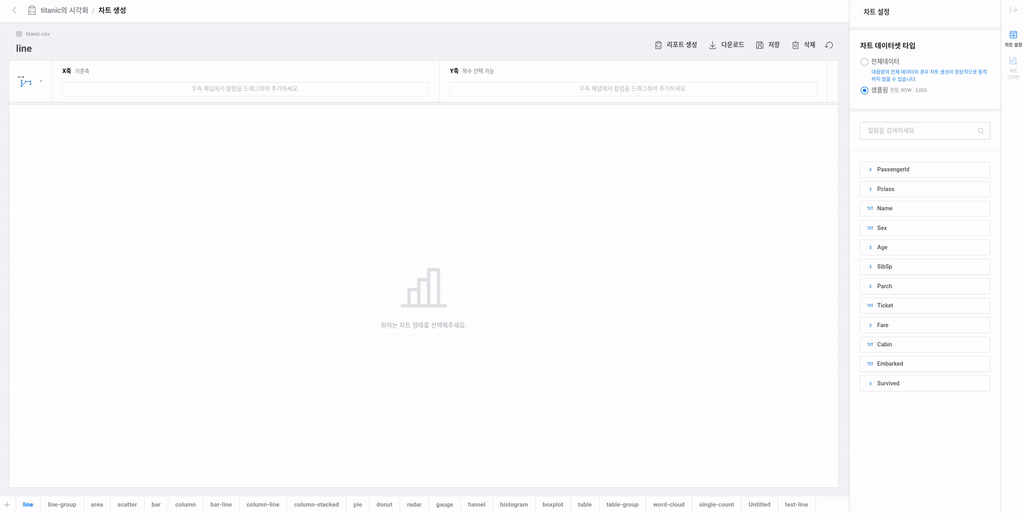 titanic의 시각화 / 차트 생성
titanic.csv
line
리포트 생성
다운로드
저장
삭제
X축 기준축
우측 패널에서 컬럼을 드래그하여 추가하세요.
Y축 복수 선택 가능
우측 패널에서 컬럼을 드래그하여 추가하세요.
원하는 차트 형태를 선택해주세요.
line
line-group
area
scatter
bar
column
bar-line
column-line
column-stacked
pie
donut
radar
gauge
funnel
histogram
boxplot
table
table-group
word-cloud
single-count
Untitled
test-line
차트 설정
차트 데이터셋 타입
전체데이터
대용량의 전체 데이터의 경우 차트 생성이 정상적으로 동작
하지 않을 수 있습니다.
샘플링 권장, ROW : 5,000
컬럼을 검색하세요.
PassengerId
Pclass
TXT Name
TXT Sex
Age
SibSp
Parch
TXT Ticket
Fare
TXT Cabin
TXT Embarked
Survived
차트 설정
차트
디자인